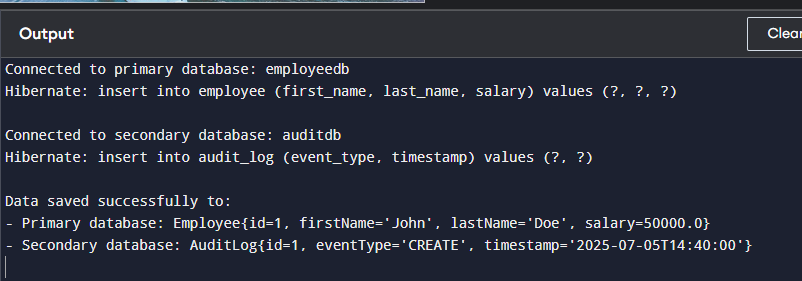 Output
Clear
Connected to primary database: employeedb
Hibernate: insert into employee (first_name, last_name, salary) values (?, ?, ?)
Connected to secondary database: auditdb
Hibernate: insert into audit_log (event_type, timestamp) values (?, ?)
Data saved successfully to:
- Primary database: Employee{id=1, firstName='John', lastName='Doe', salary=50000.0}
- Secondary database: AuditLog{id=1, eventType='CREATE', timestamp='2025-07-05T14:40:00'}